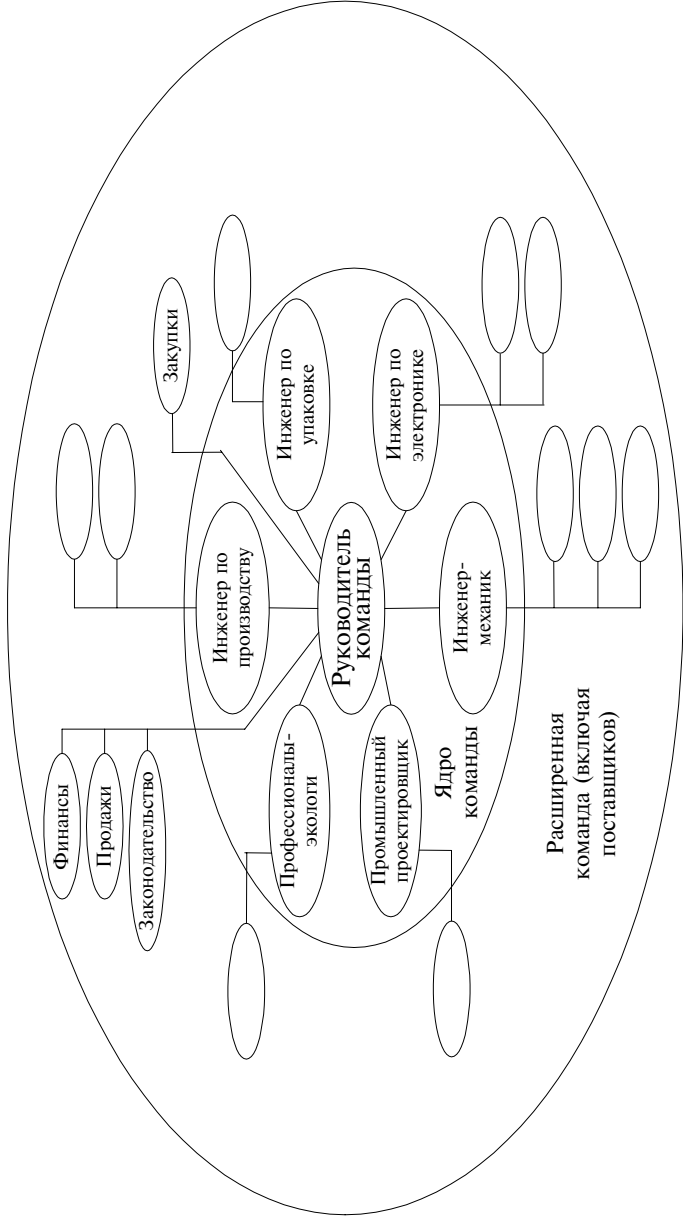 Финансы
Продажи
Законодательство
Закупки
Инженер по
производству
Инженер по
упаковке
Профессионалы-
экологи
Руководитель
команды
Промышленный
проектировщик
Инженер по
электронике
Ядро
команды
Инженер-
механик
Расширенная
команда (включая
поставщиков)